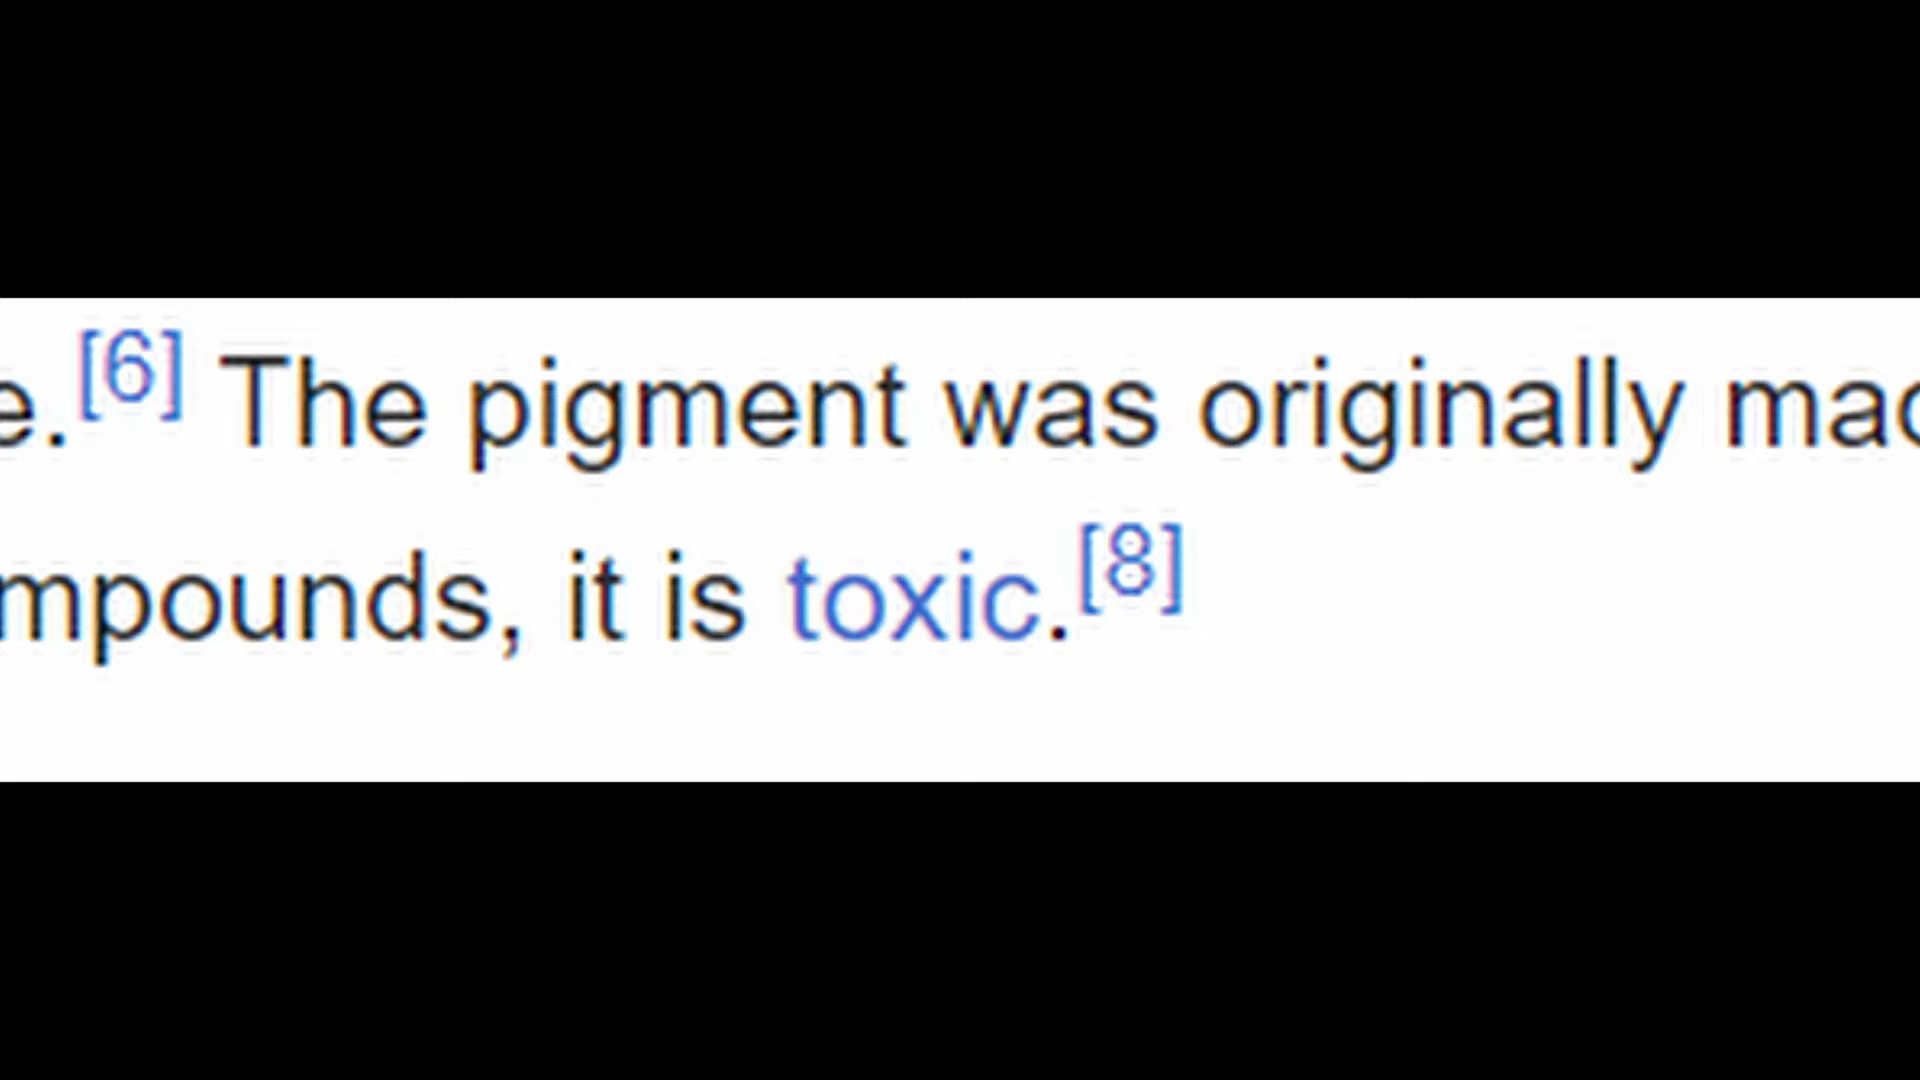 e.[6] The pigment was originally mad
mpounds, it is toxic.[8]